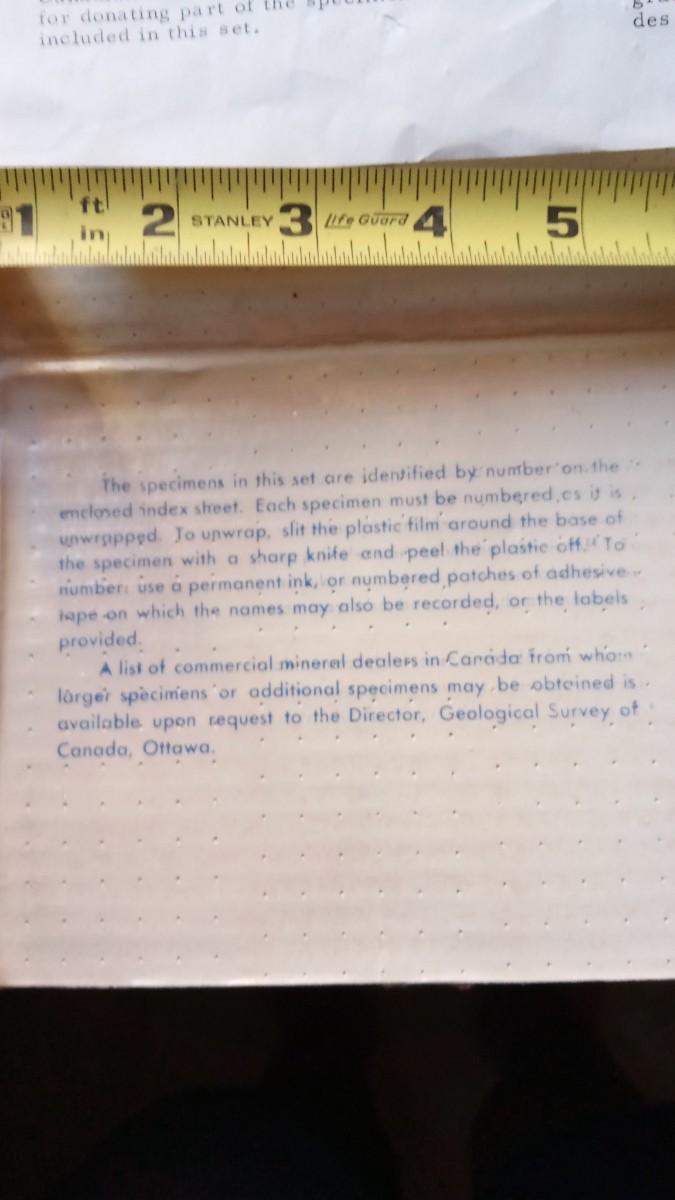 for donating part of the
included in this set.
des
1 ft 2 STANLEY 3 Life Guard 4 5
in
The specimens in this set are identified by number on the
enclosed index sheet. Each specimen must be numbered as it is
unwrapped. To unwrap, slit the plastic film around the base of
the specimen with a sharp knife and peel the plastic off. To
number: use a permanent ink, or numbered patches of adhesive
tape on which the names may also be recorded, or the labels
provided.
A list of commercial mineral dealers in Canada from whom
larger specimens or additional specimens may be obtained is
available upon request to the Director, Geological Survey of
Canada, Ottawa.